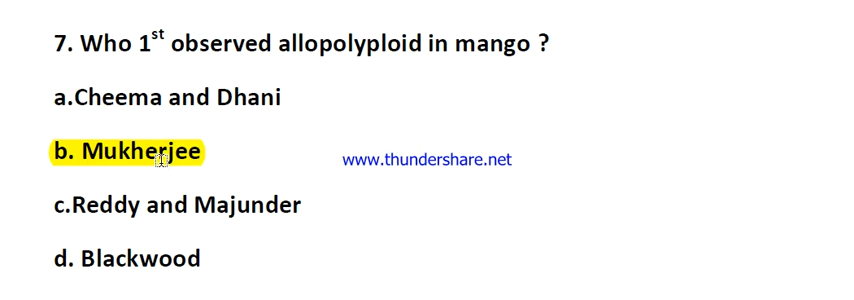 7. Who 1st observed allopolyploid in mango ?
a.Cheema and Dhani
b. Mukherjee
www.thundershare.net
c.Reddy and Majunder
d. Blackwood